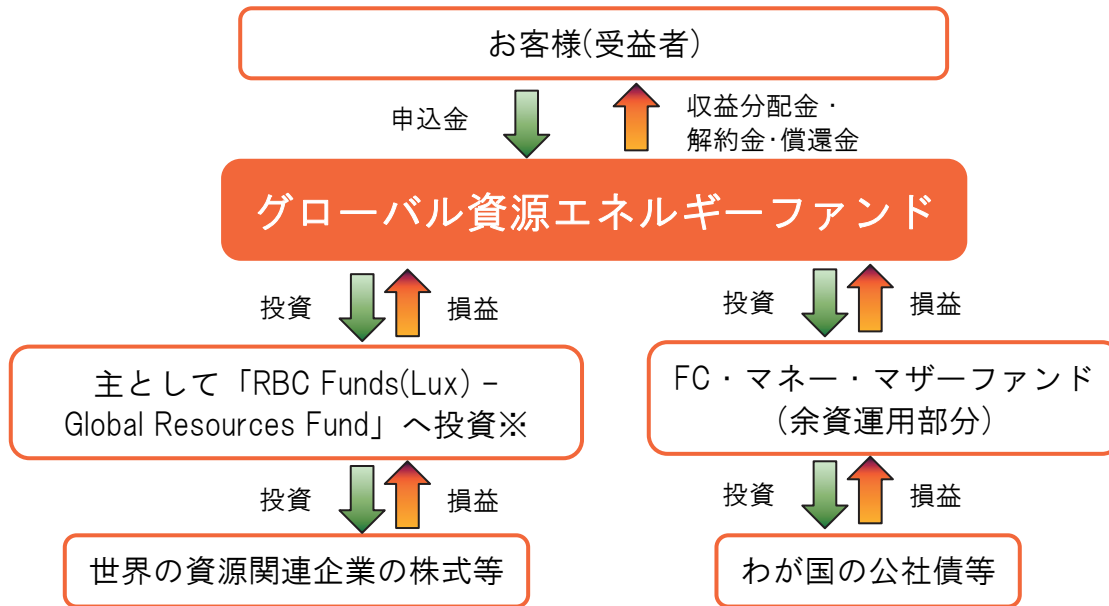 お客様(受益者)
申込金
収益分配金・
解約金・償還金
グローバル資源エネルギーファンド
投資
損益
投資
損益
主として「RBC Funds(Lux) -
Global Resources Fund」へ投資※
FC・マネー・マザーファンド
(余資運用部分)
投資
損益
投資
損益
世界の資源関連企業の株式等
わが国の公社債等